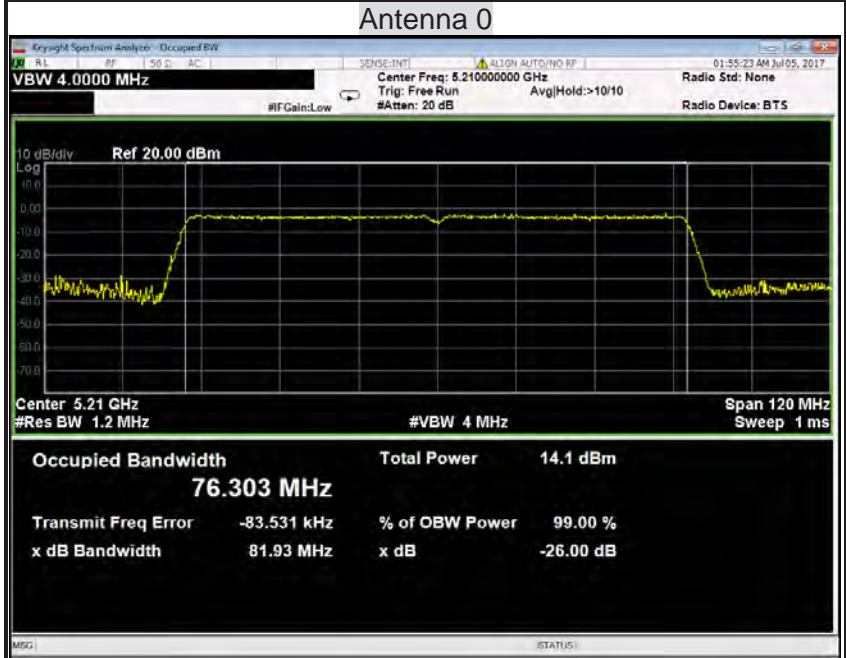 Antenna 0
Keysight Spectrum Analyzer - Occupied BW
RL RF 50 Ω AC SENSE:INT ALIGN AUTO/NO RF 01:55:23 AM Jul 05, 2017
VBW 4.0000 MHz Center Freq: 5.210000000 GHz Radio Std: None
Trig: Free Run Avg|Hold:>10/10
#IFGain:Low #Atten: 20 dB Radio Device: BTS
10 dB/div Ref 20.00 dBm
Log
10.0
0.00
-10.0
-20.0
-30.0
-40.0
-50.0
-60.0
-70.0
Center 5.21 GHz Span 120 MHz
#Res BW 1.2 MHz #VBW 4 MHz Sweep 1 ms
Occupied Bandwidth Total Power 14.1 dBm
76.303 MHz
Transmit Freq Error -83.531 kHz % of OBW Power 99.00 %
x dB Bandwidth 81.93 MHz x dB -26.00 dB
MSG STATUS